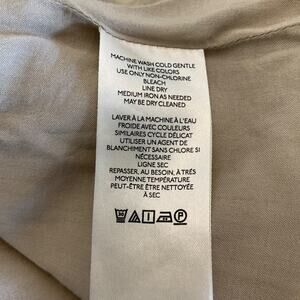 MACHINE WASH COLD GENTLE
WITH LIKE COLORS
USE ONLY NON-CHLORINE
BLEACH
LINE DRY
MEDIUM IRON AS NEEDED
MAY BE DRY CLEANED
LAVER À LA MACHINE À L'EAU
FROIDE AVEC COULEURS
SIMILAIRES CYCLE DÉLICAT
UTILISER UN AGENT DE
BLANCHIMENT SANS CHLORE SI
NÉCESSAIRE
LIGNE SEC
REPASSER, AU BESOIN, À TRÈS
MOYENNE TEMPÉRATURE
PEUT-ÊTRE ÊTRE NETTOYÉE
À SEC
P